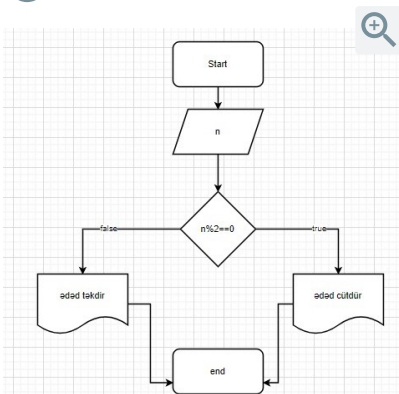 Start
n
n%2==0
false
true
ədəd təkdir
ədəd cütdür
end